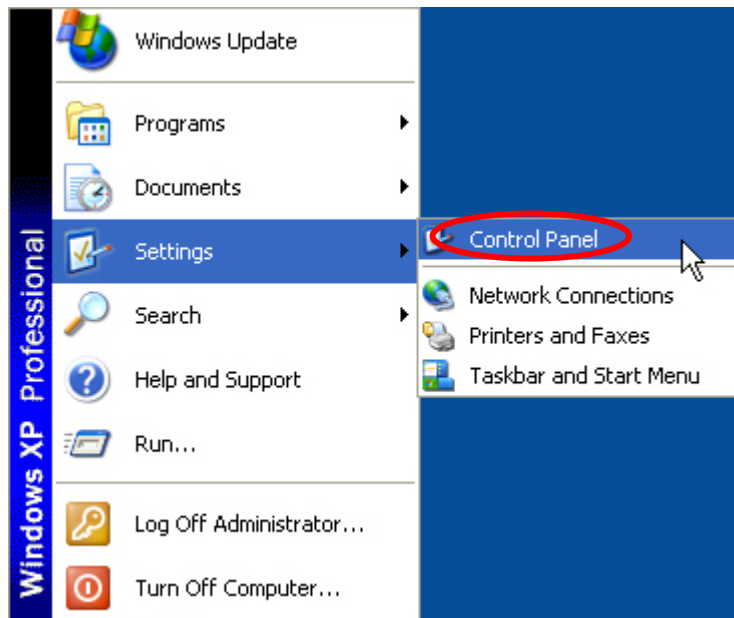 Windows Update
Programs
Documents
Settings
Search
Help and Support
Run...
Log Off Administrator...
Turn Off Computer...
Windows XP Professional
Control Panel
Network Connections
Printers and Faxes
Taskbar and Start Menu